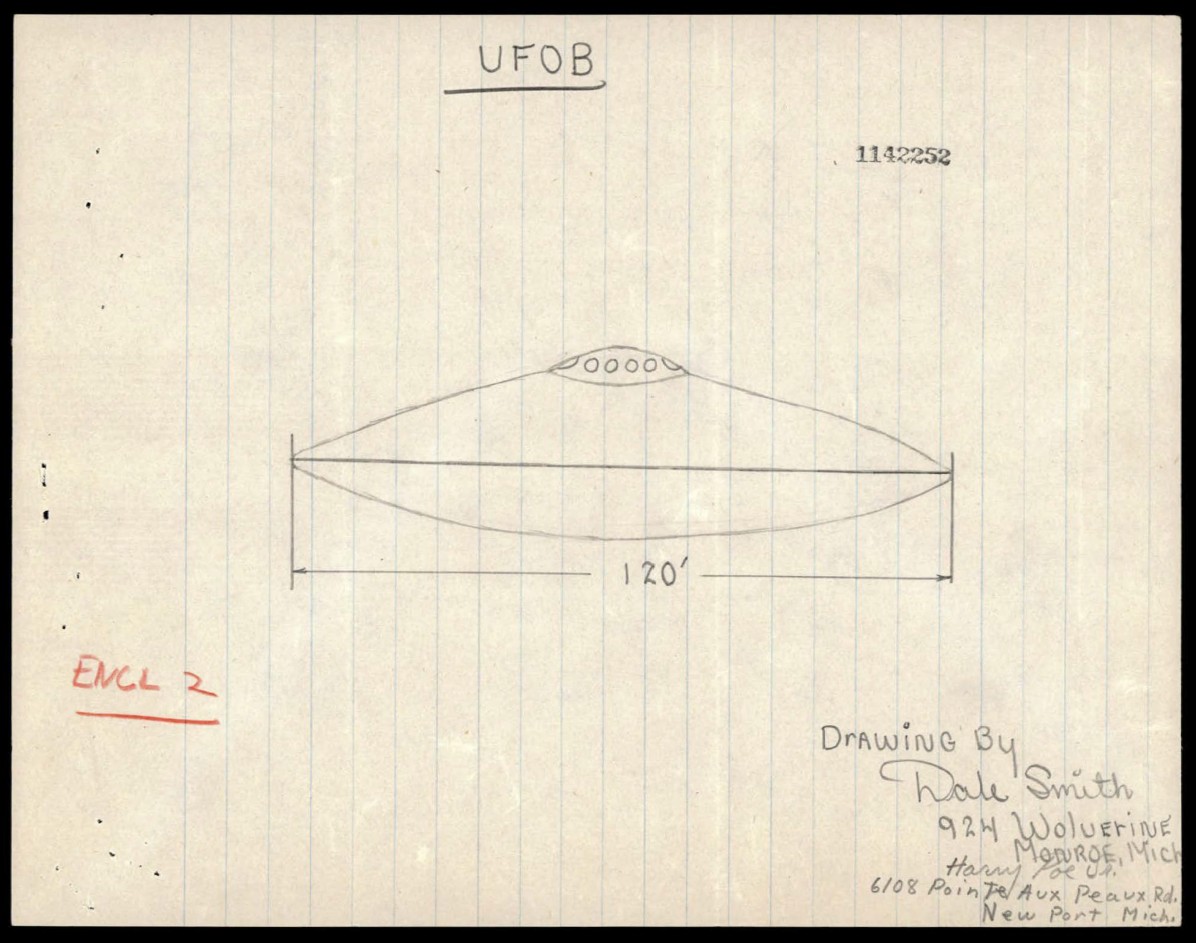 UFOB
1142252
120'
ENCL 2
DrAWiNG By
Dale Smith
924 WolvEriNE
MONROE, Mich
Harry Poe Jr.
6108 Pointe Aux Peaux Rd.
New Port Mich.